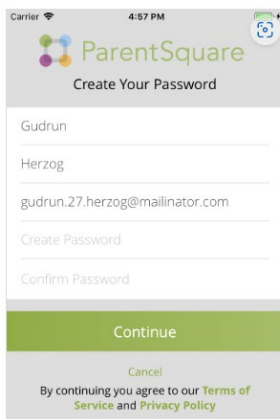 Carrier 4:57 PM
ParentSquare
Create Your Password
Gudrun
Herzog
gudrun.27.herzog@mailinator.com
Create Password
Confirm Password
Continue
Cancel
By continuing you agree to our Terms of
Service and Privacy Policy